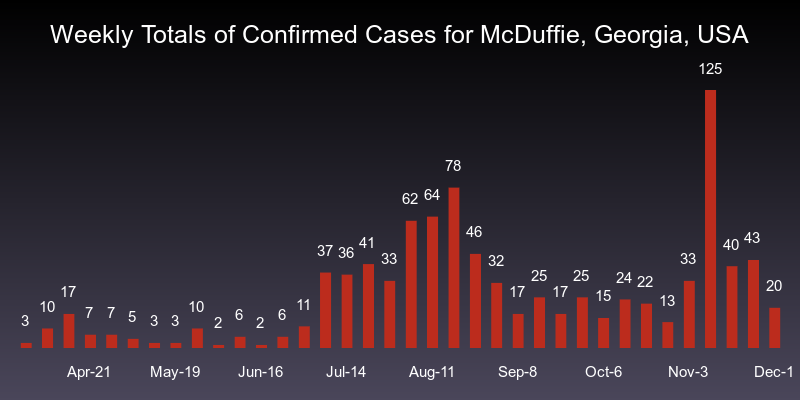 Weekly Totals of Confirmed Cases for McDuffie, Georgia, USA
125
78
62 64
46
37 36 41 33
32
17 25 17 25 15 24 22 13 33
40 43 20
3 10 17 7 7 5 3 3 10 2 6 2 6 11
Apr-21 May-19 Jun-16 Jul-14 Aug-11 Sep-8 Oct-6 Nov-3 Dec-1